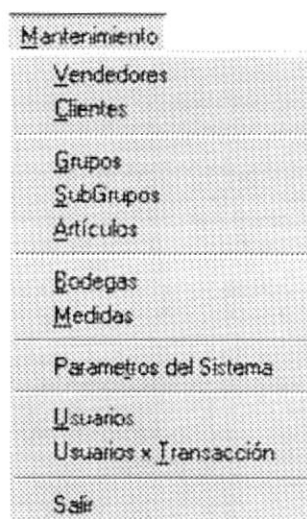 Mantenimiento
Vendedores
Clientes
Grupos
SubGrupos
Artículos
Bodegas
Medidas
Parametros del Sistema
Usuarios
Usuarios x Transacción
Salir